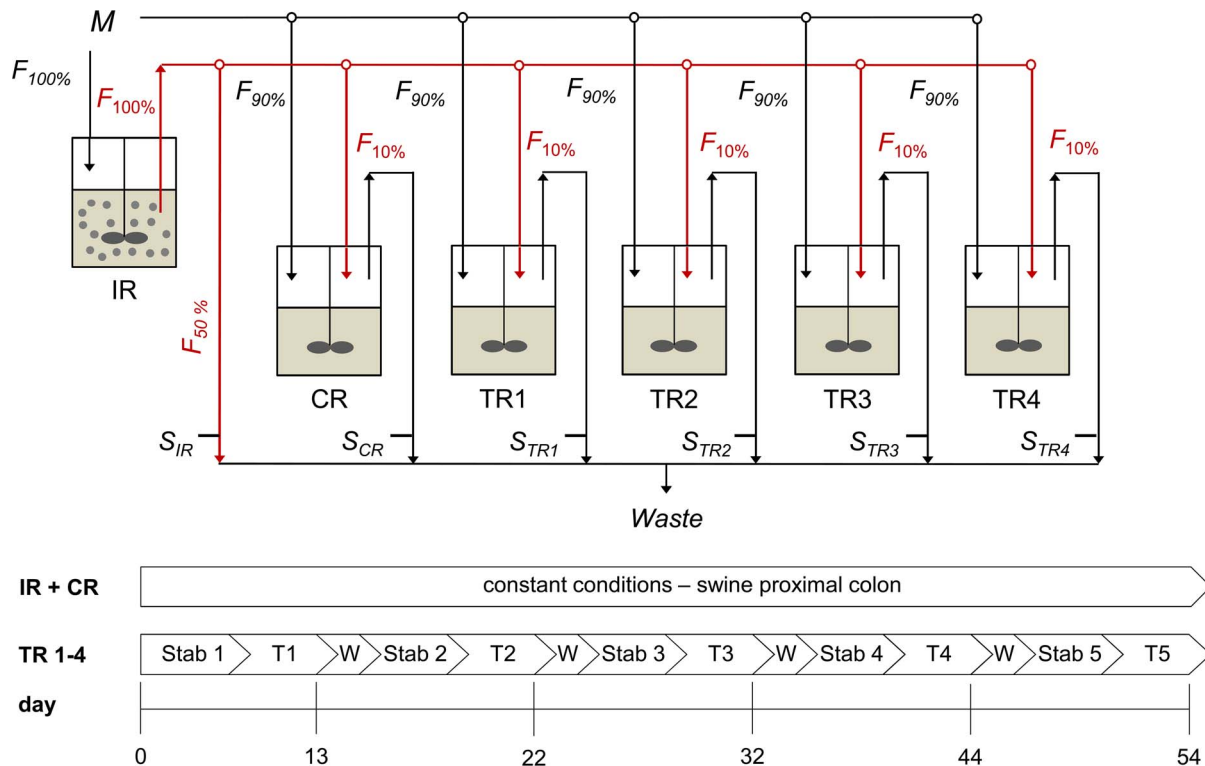 M
F100%
F100%
F90%
F90%
F90%
F90%
F90%
F10%
F10%
F10%
F10%
F10%
IR
F50 %
CR
TR1
TR2
TR3
TR4
SIR
SCR
STR1
STR2
STR3
STR4
Waste
IR + CR
constant conditions – swine proximal colon
TR 1-4
Stab 1 T1 W Stab 2 T2 W Stab 3 T3 W Stab 4 T4 W Stab 5 T5
day
0 13 22 32 44 54